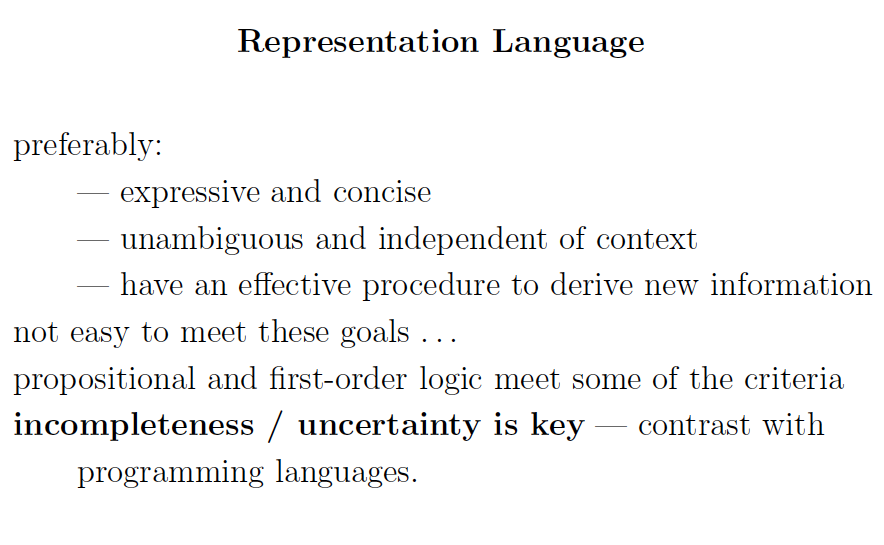 Representation Language
preferably:
— expressive and concise
— unambiguous and independent of context
— have an effective procedure to derive new information
not easy to meet these goals . . .
propositional and first-order logic meet some of the criteria
incompleteness / uncertainty is key — contrast with
programming languages.